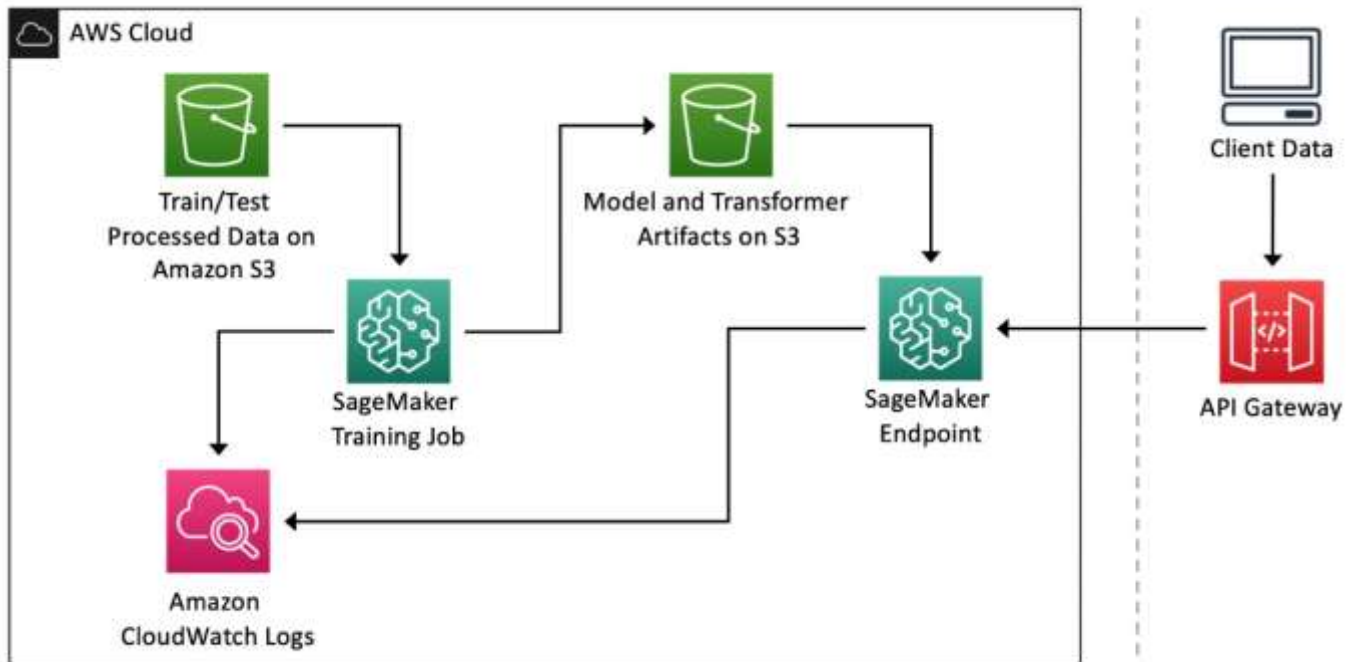 AWS Cloud
Train/Test
Processed Data on
Amazon S3
Model and Transformer
Artifacts on S3
Client Data
SageMaker
Training Job
SageMaker
Endpoint
</>
API Gateway
Amazon
CloudWatch Logs